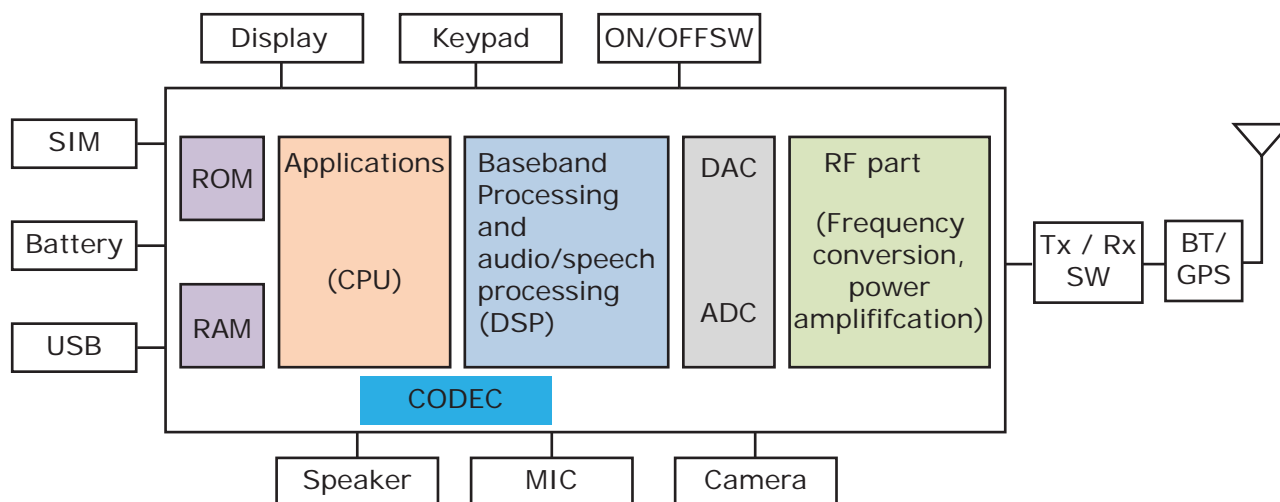 Display
Keypad
ON/OFFSW
SIM
Battery
USB
ROM
RAM
Applications
(CPU)
Baseband
Processing
and
audio/speech
processing
(DSP)
DAC
ADC
RF part
(Frequency
conversion,
power
amplififcation)
Tx / Rx
SW
BT/
GPS
CODEC
Speaker
MIC
Camera